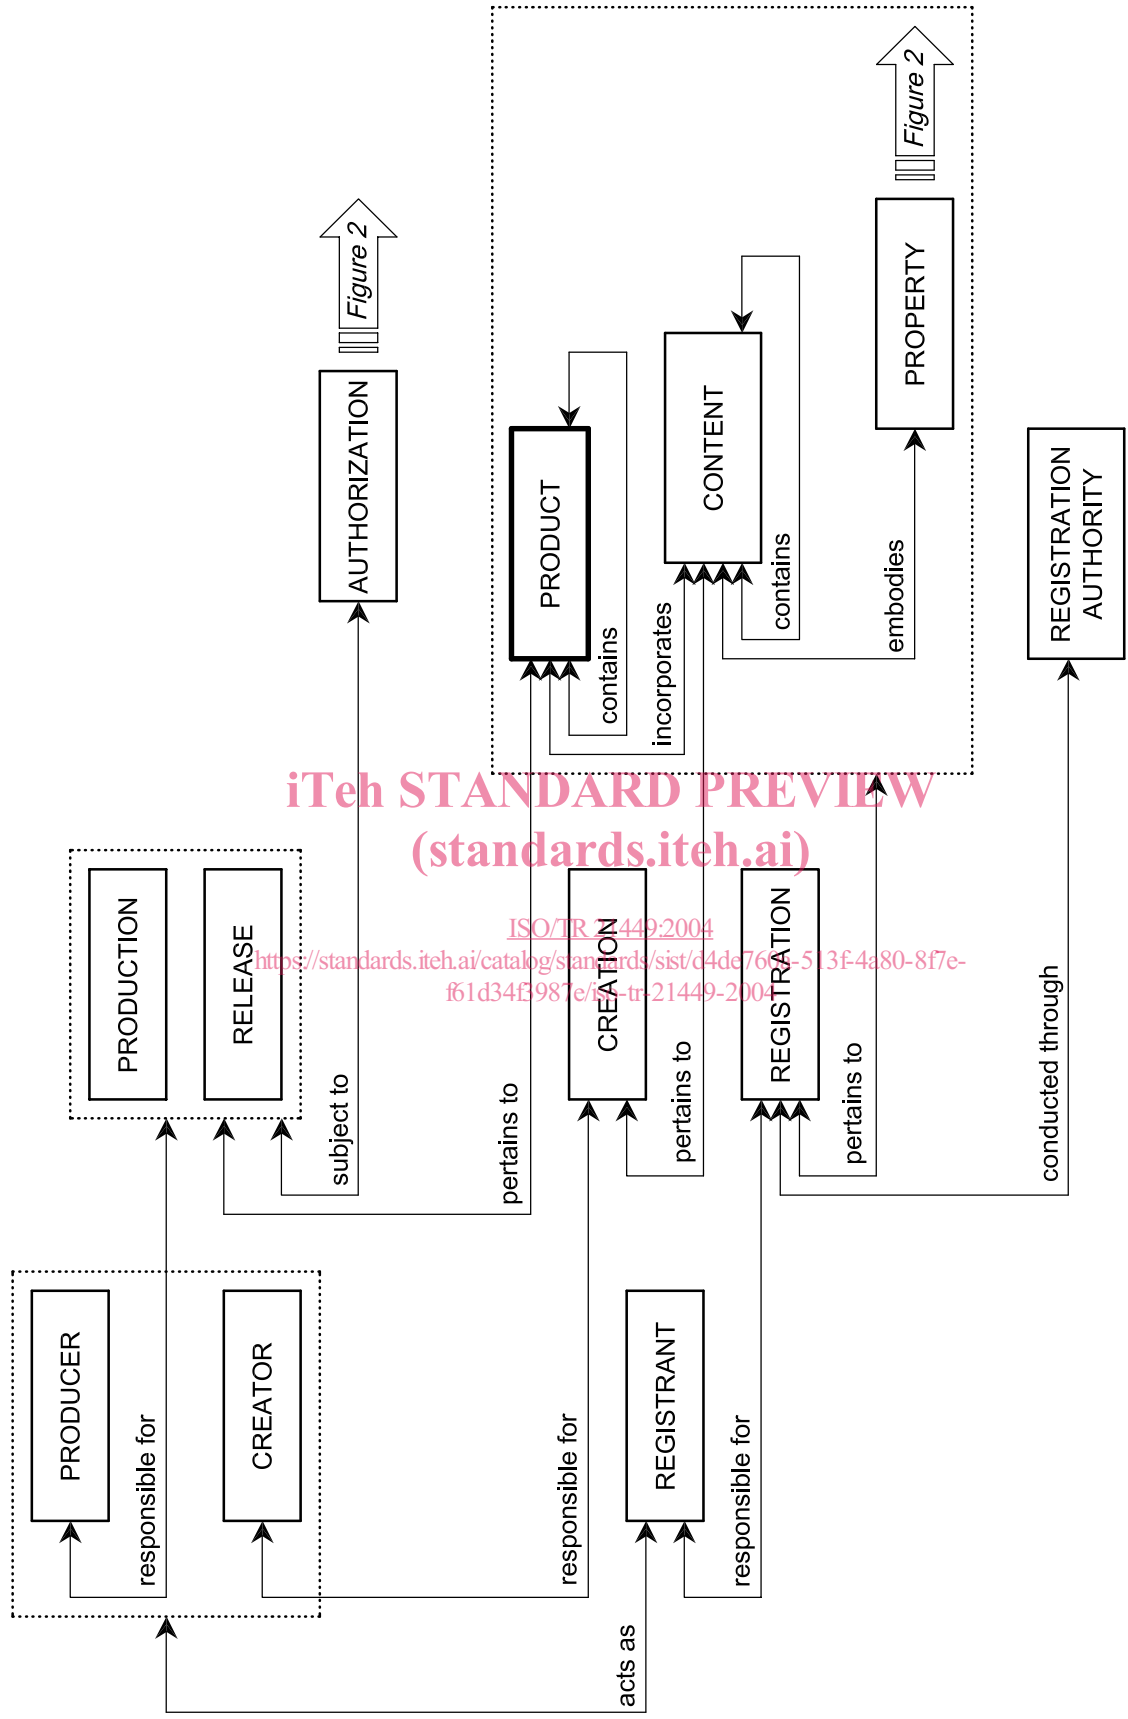 PRODUCER
responsible for
CREATOR
responsible for
REGISTRANT
acts as
responsible for
PRODUCTION
RELEASE
subject to
pertains to
CREATION
pertains to
REGISTRATION
pertains to
conducted through
AUTHORIZATION
Figure 2
PRODUCT
contains
incorporates
CONTENT
contains
embodies
PROPERTY
Figure 2
REGISTRATION
AUTHORITY
iTeh STANDARD PREVIEW
(standards.iteh.ai)
ISO/TR 21449:2004
https://standards.iteh.ai/catalog/standards/sist/d4de760a-513f-4a80-8f7e-
f61d34f3987e/iso-tr-21449-2004